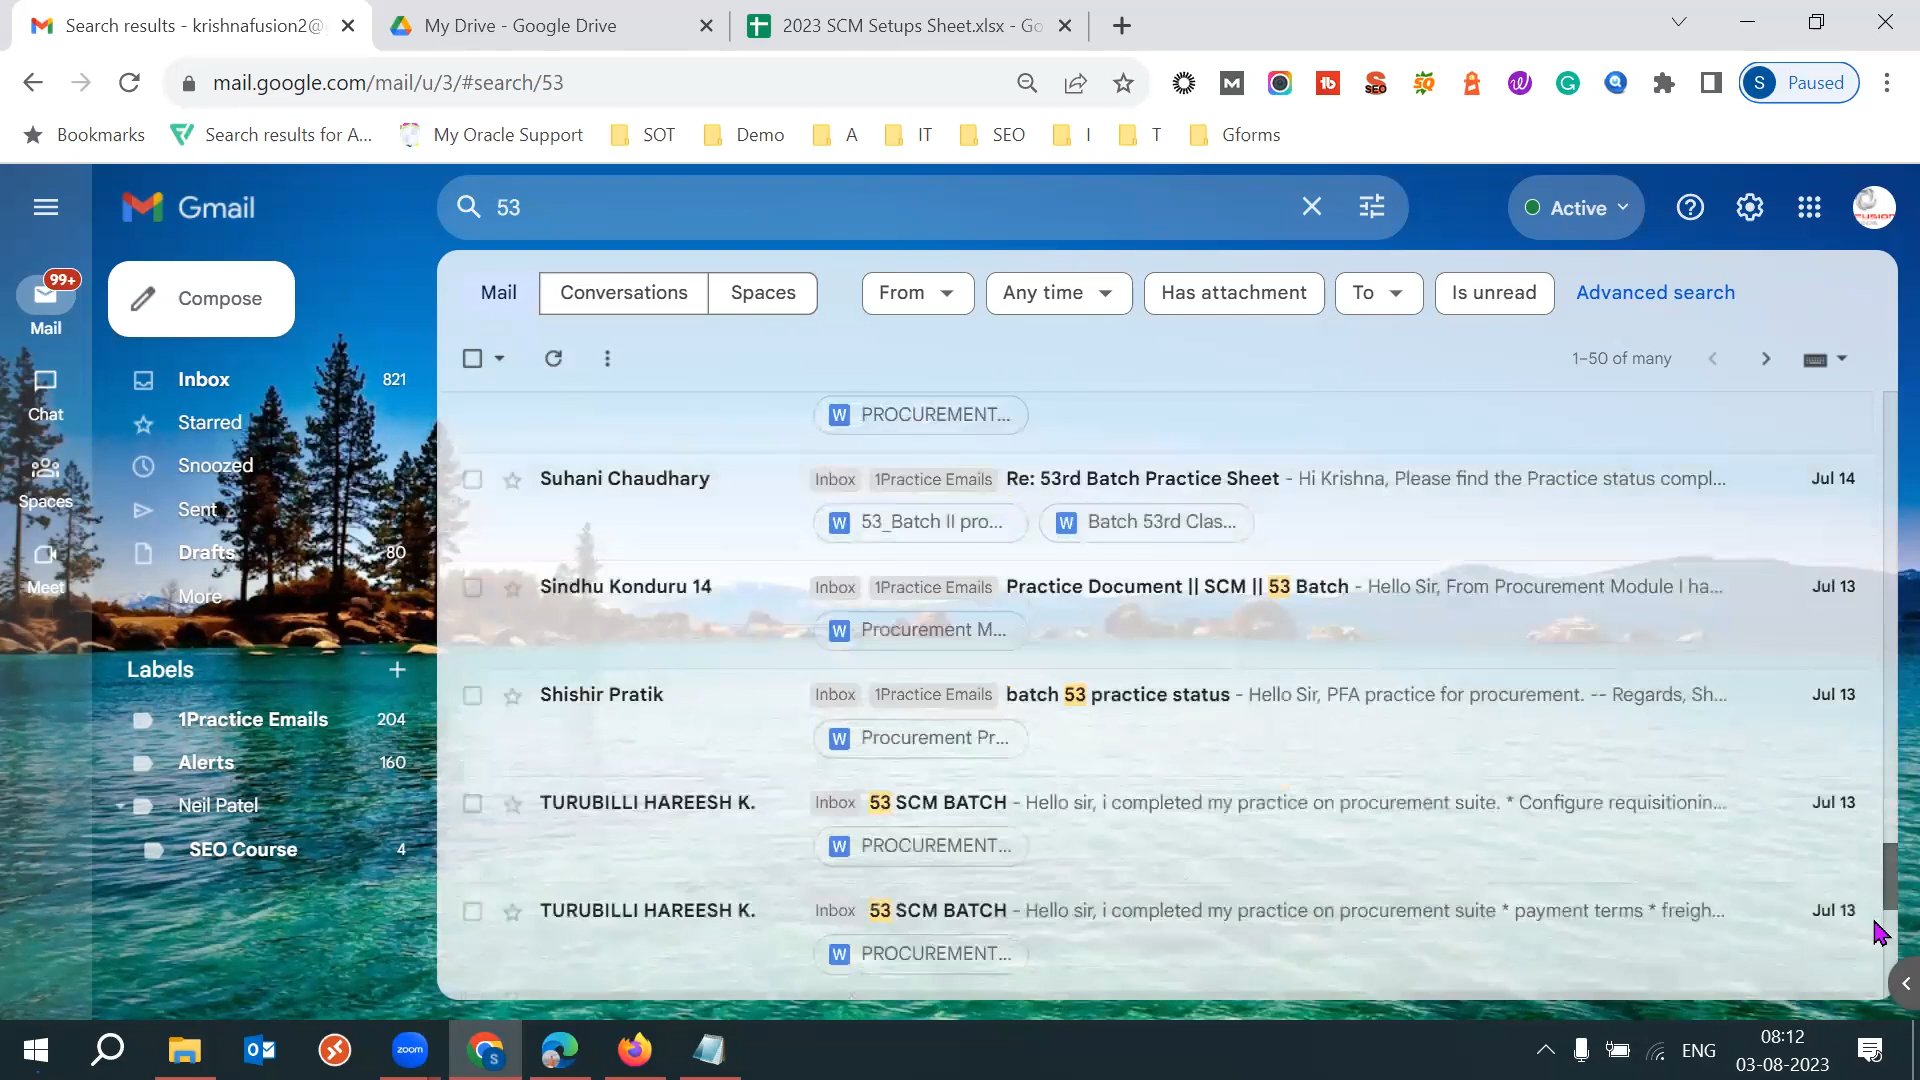 Search results - krishnafusion2@
My Drive - Google Drive
2023 SCM Setups Sheet.xlsx - Go
mail.google.com/mail/u/3/#search/53
S Paused
Bookmarks
Search results for A...
My Oracle Support
SOT
Demo
A
IT
SEO
I
T
Gforms
Gmail
53
Active
99+
Mail
Chat
Spaces
Meet
Compose
Inbox 821
Starred
Snoozed
Sent
Drafts 80
More
Labels +
1Practice Emails 204
Alerts 160
Neil Patel
SEO Course 4
Mail
Conversations
Spaces
From
Any time
Has attachment
To
Is unread
Advanced search
1–50 of many
W PROCUREMENT...
Suhani Chaudhary Inbox 1Practice Emails Re: 53rd Batch Practice Sheet - Hi Krishna, Please find the Practice status compl... Jul 14
W 53_Batch II pro... W Batch 53rd Clas...
Sindhu Konduru 14 Inbox 1Practice Emails Practice Document || SCM || 53 Batch - Hello Sir, From Procurement Module I ha... Jul 13
W Procurement M...
Shishir Pratik Inbox 1Practice Emails batch 53 practice status - Hello Sir, PFA practice for procurement. -- Regards, Sh... Jul 13
W Procurement Pr...
TURUBILLI HAREESH K. Inbox 53 SCM BATCH - Hello sir, i completed my practice on procurement suite. * Configure requisitionin... Jul 13
W PROCUREMENT...
TURUBILLI HAREESH K. Inbox 53 SCM BATCH - Hello sir, i completed my practice on procurement suite * payment terms * freigh... Jul 13
W PROCUREMENT...
zoom
S
ENG
08:12
03-08-2023